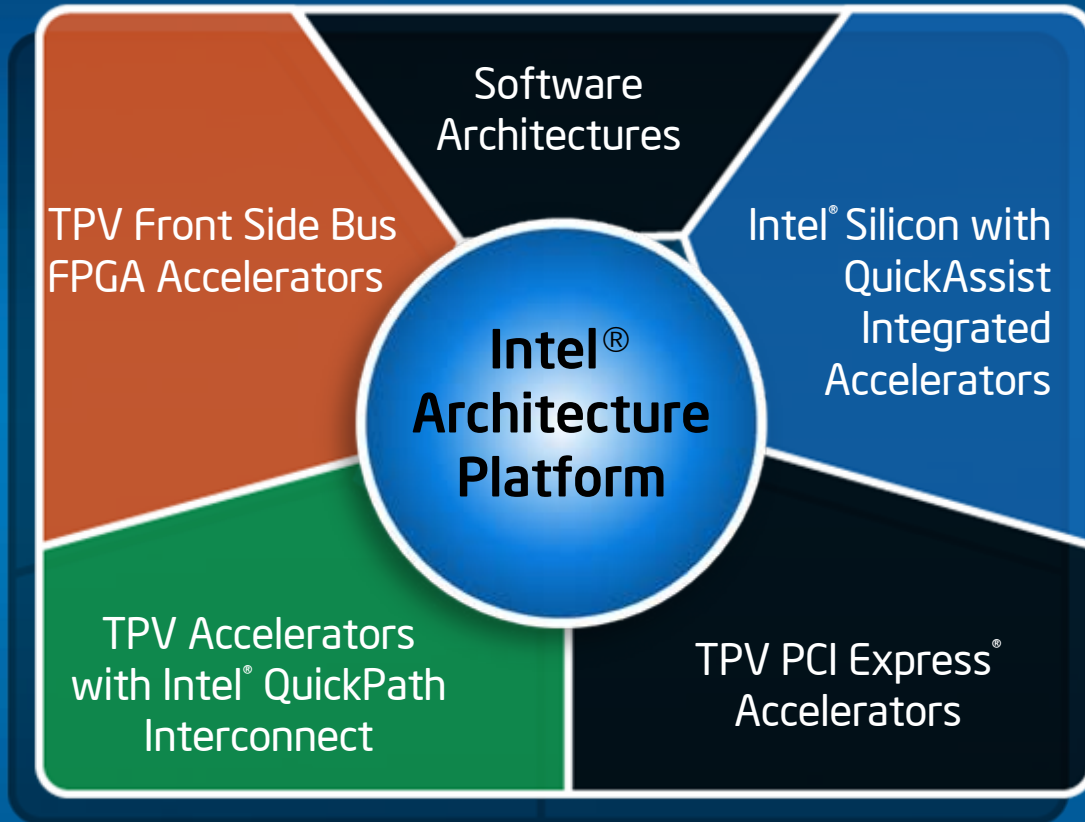 Software
Architectures
TPV Front Side Bus
FPGA Accelerators
Intel® Silicon with
QuickAssist
Integrated
Accelerators
Intel®
Architecture
Platform
TPV Accelerators
with Intel® QuickPath
Interconnect
TPV PCI Express®
Accelerators